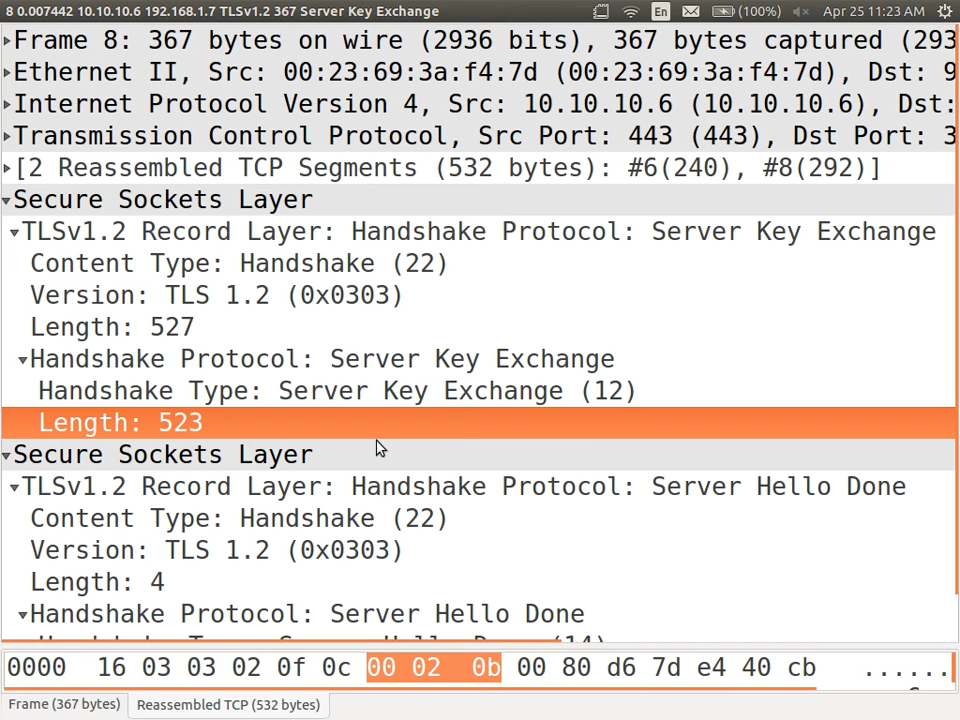 8 0.007442 10.10.10.6 192.168.1.7 TLSv1.2 367 Server Key Exchange En (100%) Apr 25 11:23 AM
Frame 8: 367 bytes on wire (2936 bits), 367 bytes captured (293
Ethernet II, Src: 00:23:69:3a:f4:7d (00:23:69:3a:f4:7d), Dst: 9
Internet Protocol Version 4, Src: 10.10.10.6 (10.10.10.6), Dst:
Transmission Control Protocol, Src Port: 443 (443), Dst Port: 3
[2 Reassembled TCP Segments (532 bytes): #6(240), #8(292)]
Secure Sockets Layer
TLSv1.2 Record Layer: Handshake Protocol: Server Key Exchange
Content Type: Handshake (22)
Version: TLS 1.2 (0x0303)
Length: 527
Handshake Protocol: Server Key Exchange
Handshake Type: Server Key Exchange (12)
Length: 523
Secure Sockets Layer
TLSv1.2 Record Layer: Handshake Protocol: Server Hello Done
Content Type: Handshake (22)
Version: TLS 1.2 (0x0303)
Length: 4
Handshake Protocol: Server Hello Done
Handshake Type: Server Hello Done (14)
0000 16 03 03 02 0f 0c 00 02 0b 00 80 d6 7d e4 40 cb ......
Frame (367 bytes) Reassembled TCP (532 bytes)